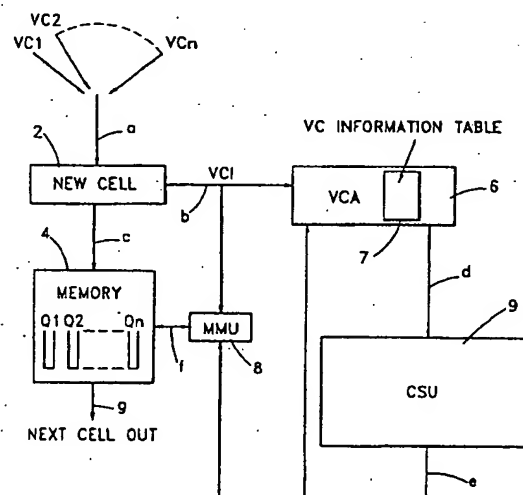 VC2
VC1
VCn
a
2
VC INFORMATION TABLE
NEW CELL
VCI
b
VCA
6
7
c
4
d
MEMORY
Q1 Q2 Qn
MMU
f
8
9
CSU
g
NEXT CELL OUT
e